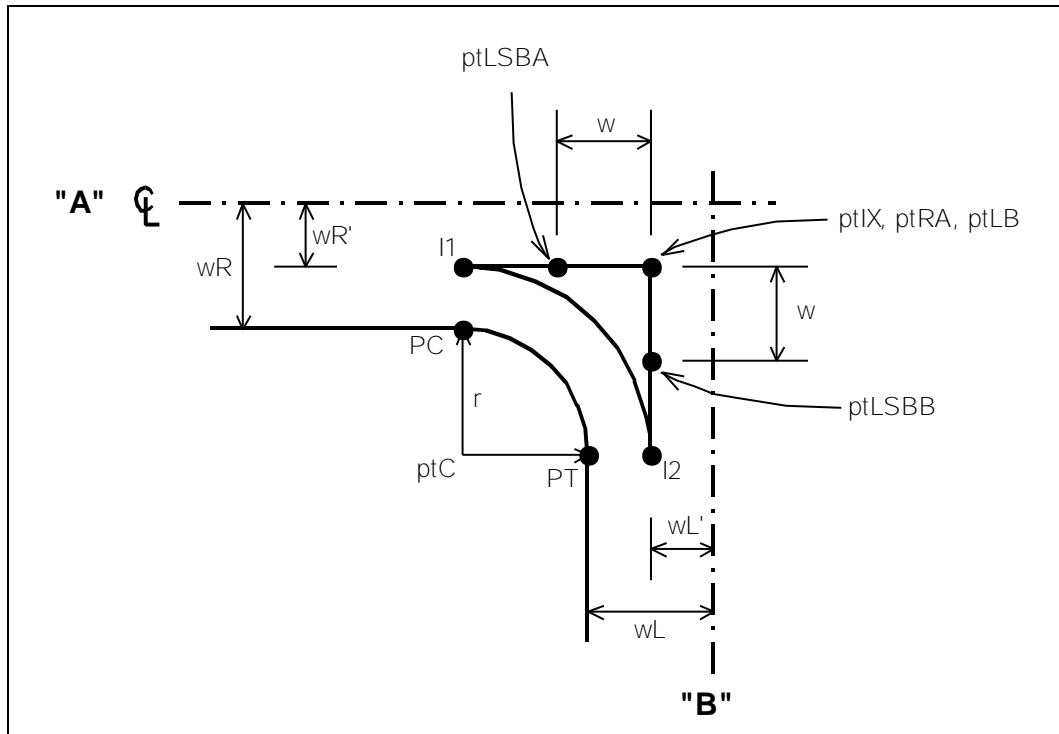 ptLSBA
w
"A" ℄
wR'
ptIX, ptRA, ptLB
I1
wR
w
PC
r
ptLSBB
ptC
PT
I2
wL'
wL
"B"